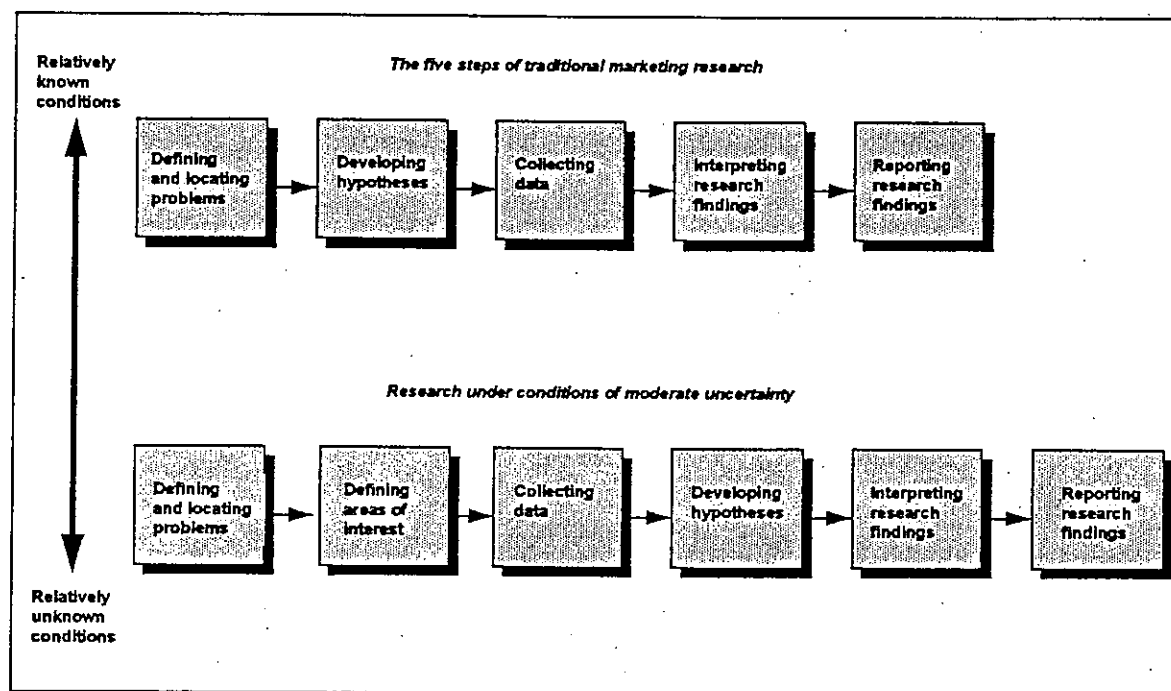 Relatively
known
conditions
The five steps of traditional marketing research
Defining
and locating
problems
Developing
hypotheses
Collecting
data
Interpreting
research
findings
Reporting
research
findings
Research under conditions of moderate uncertainty
Defining
and locating
problems
Defining
areas of
interest
Collecting
data
Developing
hypotheses
Interpreting
research
findings
Reporting
research
findings
Relatively
unknown
conditions